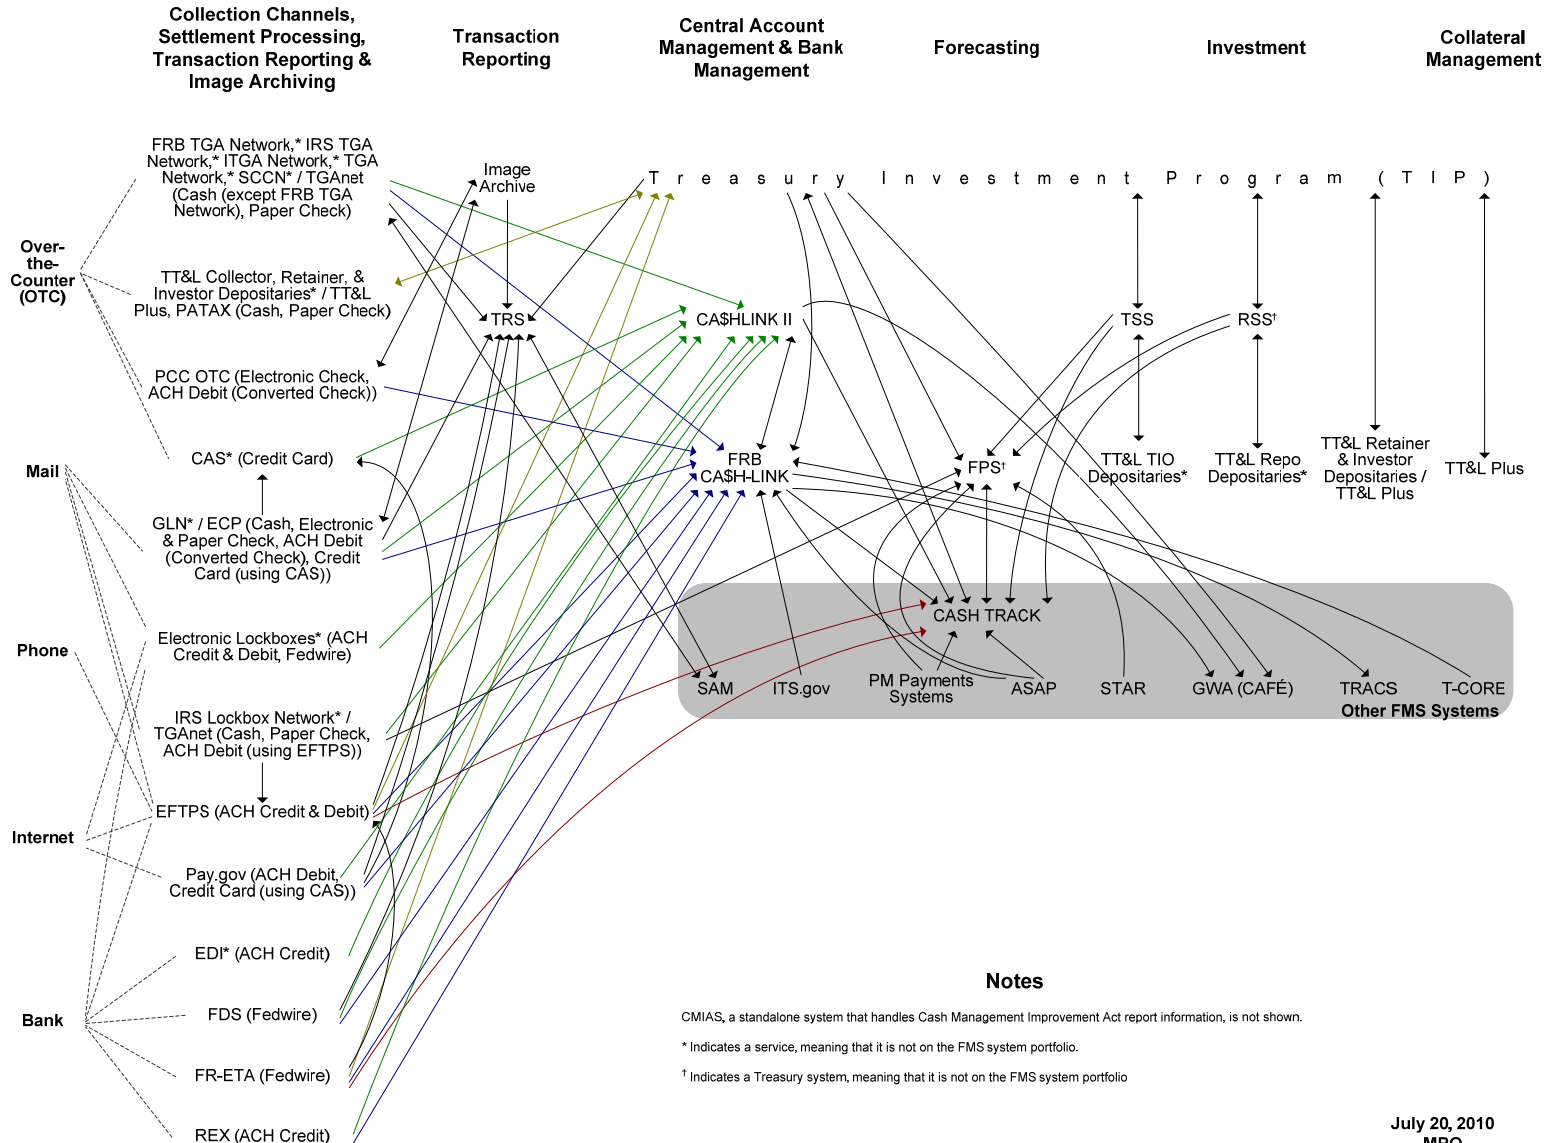 Collection Channels,
Settlement Processing,
Transaction Reporting &
Image Archiving
Transaction
Reporting
Central Account
Management & Bank
Management
Forecasting
Investment
Collateral
Management
FRB TGA Network,* IRS TGA
Network,* ITGA Network,* TGA
Network,* SCCN* / TGAnet
(Cash (except FRB TGA
Network), Paper Check)
Image
Archive
Treasury Investment Program (TIP)
Over-
the-
Counter
(OTC)
TT&L Collector, Retainer, &
Investor Depositaries* / TT&L
Plus, PATAX (Cash, Paper Check)
TRS
CA$HLINK II
TSS
RSS†
PCC OTC (Electronic Check,
ACH Debit (Converted Check))
Mail
CAS* (Credit Card)
FRB
CA$H-LINK
FPS†
TT&L TIO
Depositaries*
TT&L Repo
Depositaries*
TT&L Retainer
& Investor
Depositaries /
TT&L Plus
TT&L Plus
GLN* / ECP (Cash, Electronic
& Paper Check, ACH Debit
(Converted Check), Credit
Card (using CAS))
Phone
Electronic Lockboxes* (ACH
Credit & Debit, Fedwire)
CASH TRACK
SAM
ITS.gov
PM Payments
Systems
ASAP
STAR
GWA (CAFÉ)
TRACS
T-CORE
Other FMS Systems
IRS Lockbox Network* /
TGAnet (Cash, Paper Check,
ACH Debit (using EFTPS))
EFTPS (ACH Credit & Debit)
Internet
Pay.gov (ACH Debit,
Credit Card (using CAS))
EDI* (ACH Credit)
Bank
FDS (Fedwire)
FR-ETA (Fedwire)
REX (ACH Credit)
Notes
CMIAS, a standalone system that handles Cash Management Improvement Act report information, is not shown.
* Indicates a service, meaning that it is not on the FMS system portfolio.
† Indicates a Treasury system, meaning that it is not on the FMS system portfolio
July 20, 2010